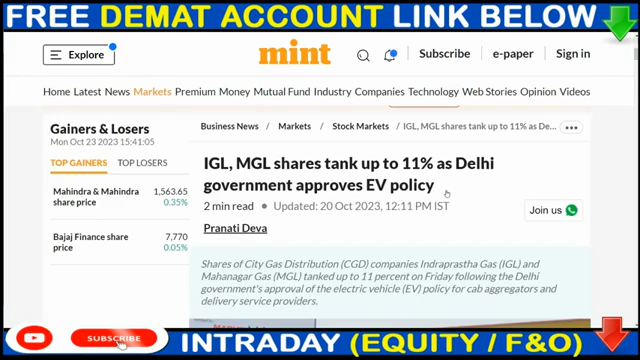 FREE DEMAT ACCOUNT LINK BELOW
Explore
mint
Subscribe
e-paper
Sign in
Home Latest News Markets Premium Money Mutual Fund Industry Companies Technology Web Stories Opinion Videos
Gainers & Losers
Mon Oct 23 2023 15:41:05
TOP GAINERS TOP LOSERS
Mahindra & Mahindra share price 1,563.65
0.35%
Bajaj Finance share price 7,770
0.05%
Business News / Markets / Stock Markets / IGL, MGL shares tank up to 11% as De...
IGL, MGL shares tank up to 11% as Delhi
government approves EV policy
2 min read • Updated: 20 Oct 2023, 12:11 PM IST
Join us
Pranati Deva
Shares of City Gas Distribution (CGD) companies Indraprastha Gas (IGL) and
Mahanagar Gas (MGL) tanked up to 11 percent on Friday following the Delhi
government's approval of the electric vehicle (EV) policy for cab aggregators and
delivery service providers.
SUBSCRIBE
INTRADAY (EQUITY / F&O)